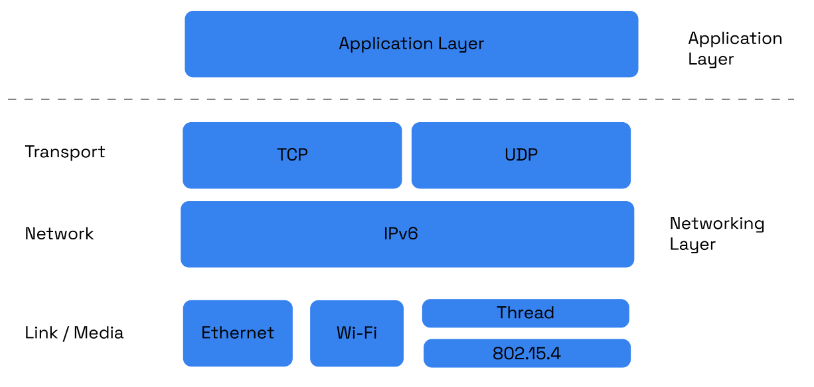 Application Layer
Application
Layer
Transport
TCP
UDP
Network
IPv6
Networking
Layer
Link / Media
Ethernet
Wi-Fi
Thread
802.15.4